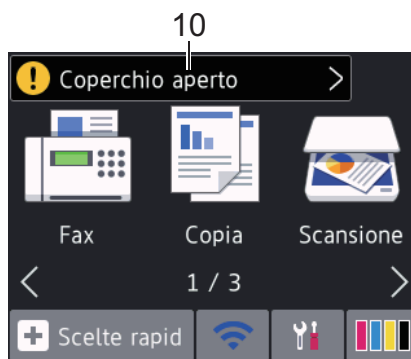 10
Coperchio aperto
Fax Copia Scansione
1 / 3
Scelte rapid